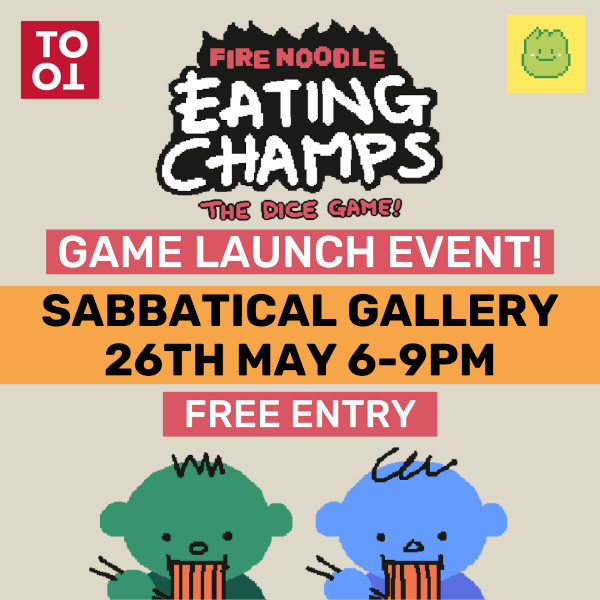 TO
OT
FIRE NOODLE
EATING
CHAMPS
THE DICE GAME!
GAME LAUNCH EVENT!
SABBATICAL GALLERY
26TH MAY 6-9PM
FREE ENTRY